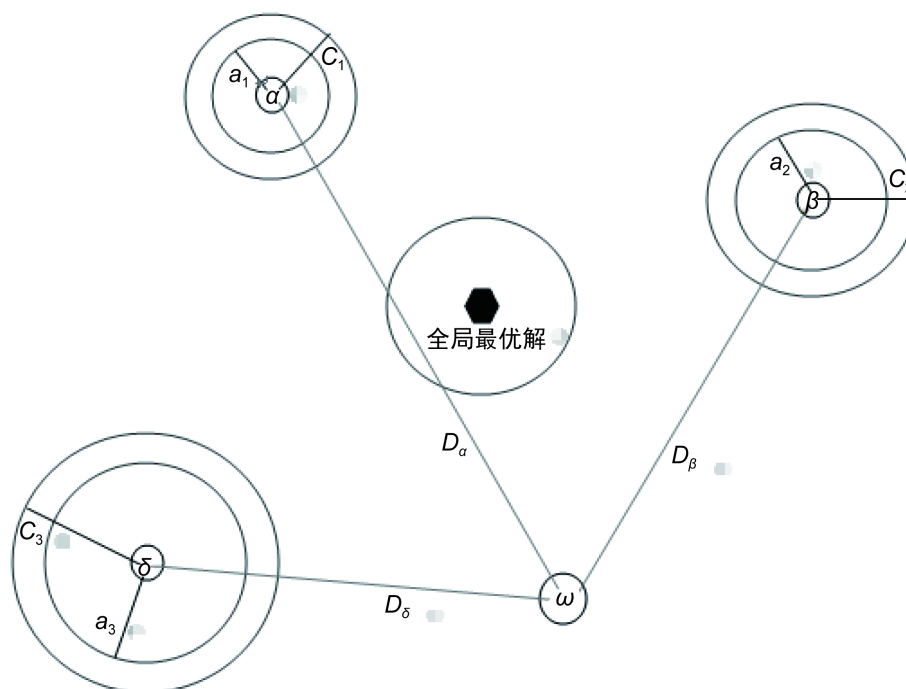 C₁
a₁
α
a₂
C₂
β
全局最优解
Dα
Dβ
C₃
δ
a₃
Dδ
ω